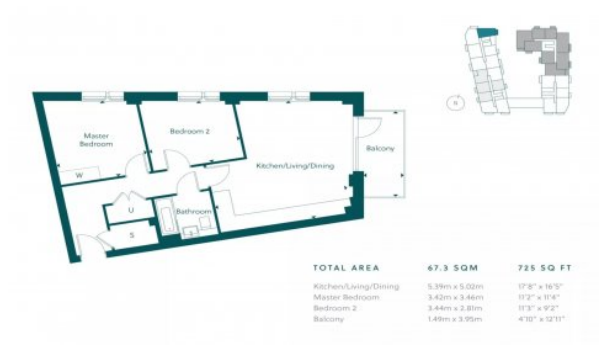 N
Master
Bedroom
Bedroom 2
Kitchen/Living/Dining
Balcony
W
U
Bathroom
S
TOTAL AREA 67.3 SQM 725 SQ FT
Kitchen/Living/Dining 5.39m x 5.02m 17'8" x 16'5"
Master Bedroom 3.42m x 3.46m 11'2" x 11'4"
Bedroom 2 3.44m x 2.81m 11'3" x 9'2"
Balcony 1.49m x 3.95m 4'10" x 12'11"